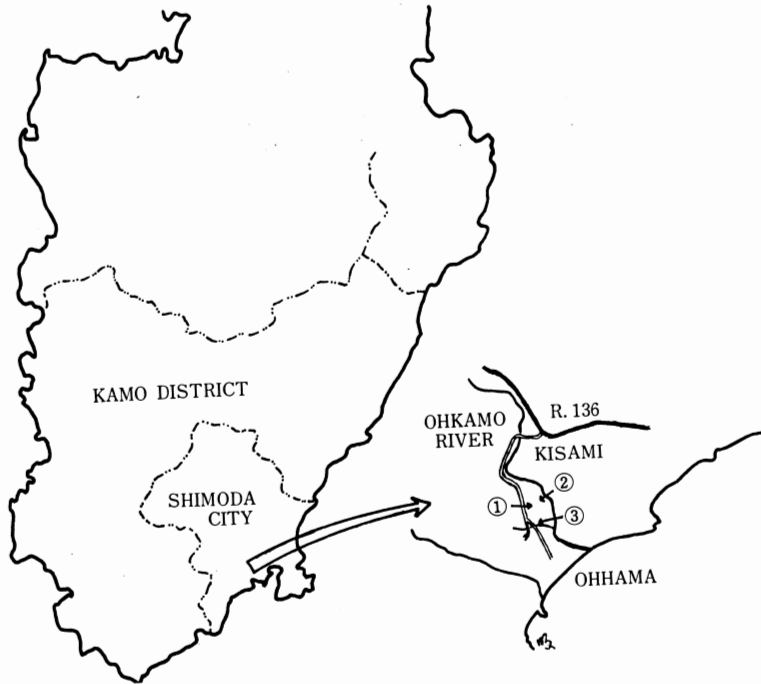 KAMO DISTRICT
SHIMODA
CITY
OHKAMO
RIVER
R. 136
KISAMI
①
②
③
OHHAMA